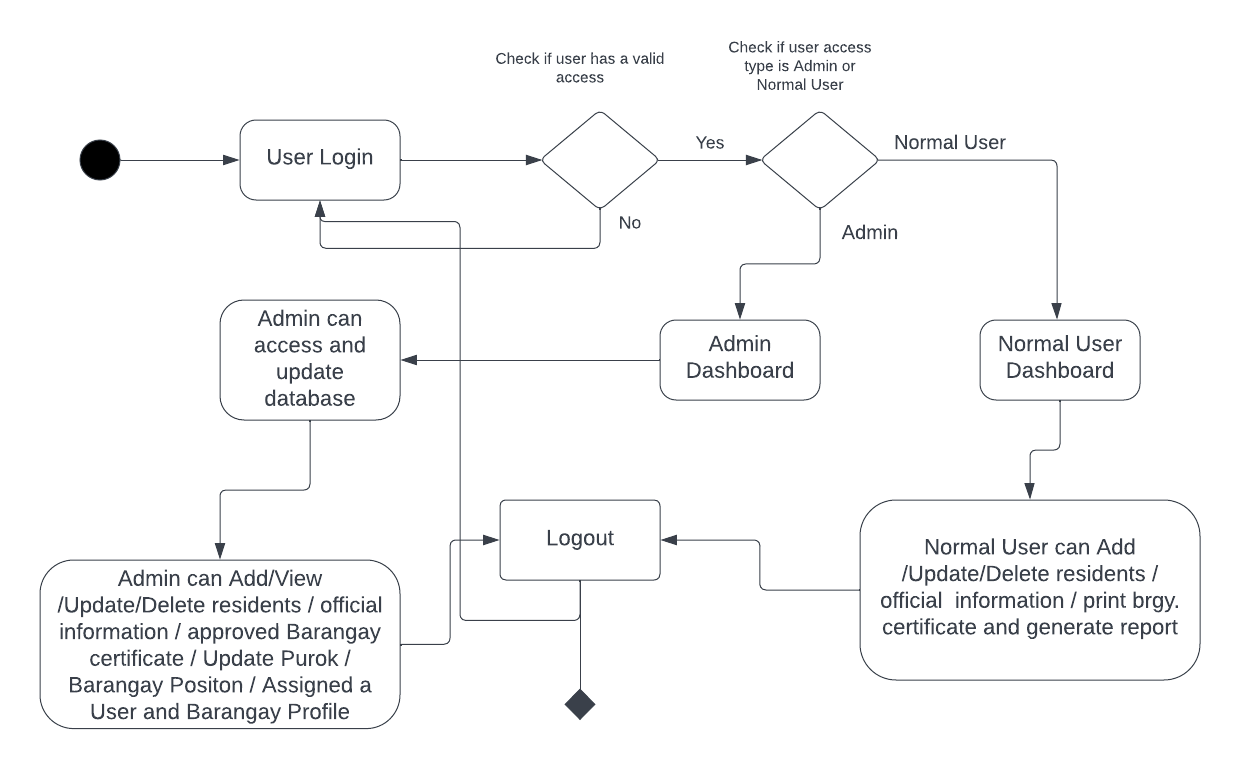 Check if user has a valid
access
Check if user access
type is Admin or
Normal User
User Login
Yes
Normal User
No
Admin
Admin can
access and
update
database
Admin
Dashboard
Normal User
Dashboard
Logout
Normal User can Add
/Update/Delete residents /
official  information / print brgy.
certificate and generate report
Admin can Add/View
/Update/Delete residents / official
information / approved Barangay
certificate / Update Purok /
Barangay Positon / Assigned a
User and Barangay Profile